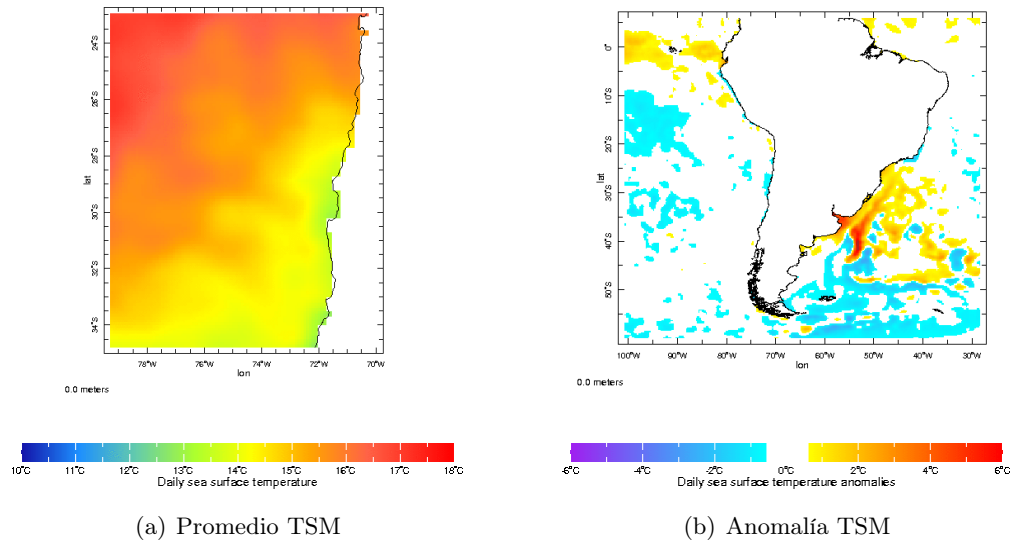 24°S
26°S
28°S
lat
30°S
32°S
34°S
78°W 76°W 74°W 72°W 70°W
lon
0.0 meters
10°C 11°C 12°C 13°C 14°C 15°C 16°C 17°C 18°C
Daily sea surface temperature
(a) Promedio TSM
0°
10°S
20°S
lat
30°S
40°S
50°S
100°W 90°W 80°W 70°W 60°W 50°W 40°W 30°W
lon
0.0 meters
-6°C -4°C -2°C 0°C 2°C 4°C 6°C
Daily sea surface temperature anomalies
(b) Anomalía TSM